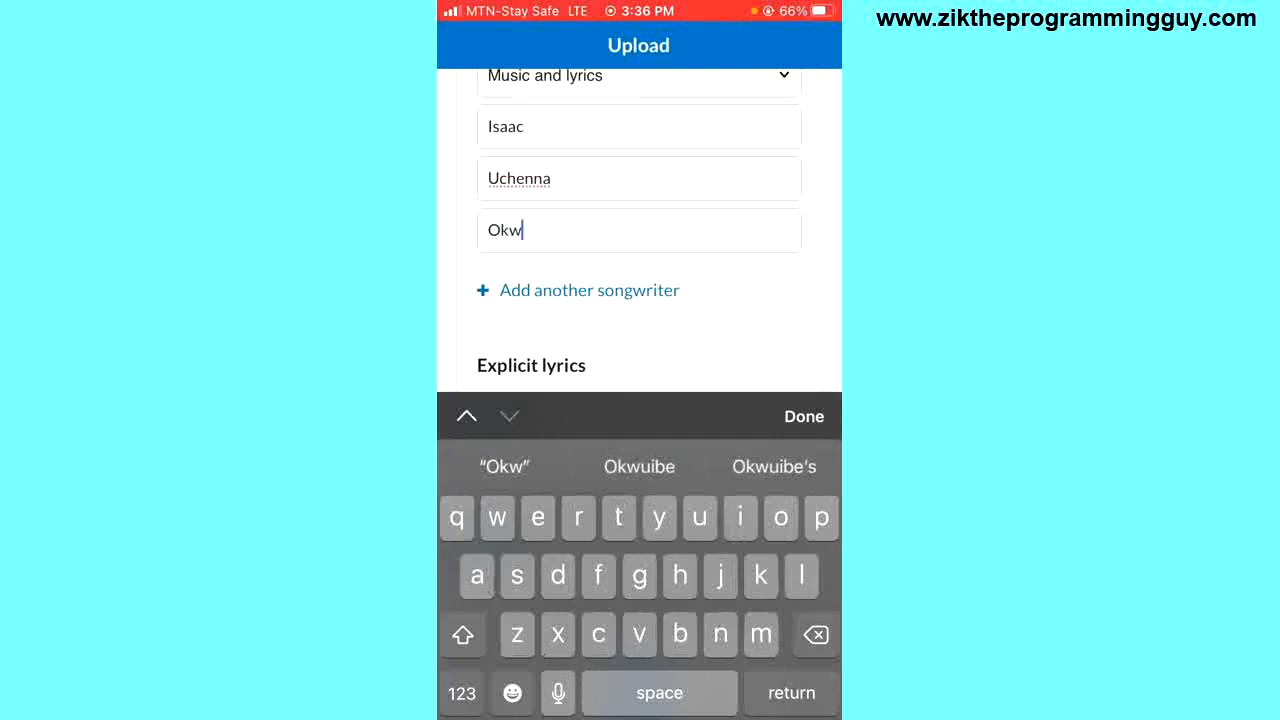 MTN-Stay Safe LTE 3:36 PM 66%
www.ziktheprogrammingguy.com
Upload
Music and lyrics
Isaac
Uchenna
Okw
+ Add another songwriter
Explicit lyrics
Done
“Okw” Okwuibe Okwuibe's
q w e r t y u i o p
a s d f g h j k l
z x c v b n m
123 space return